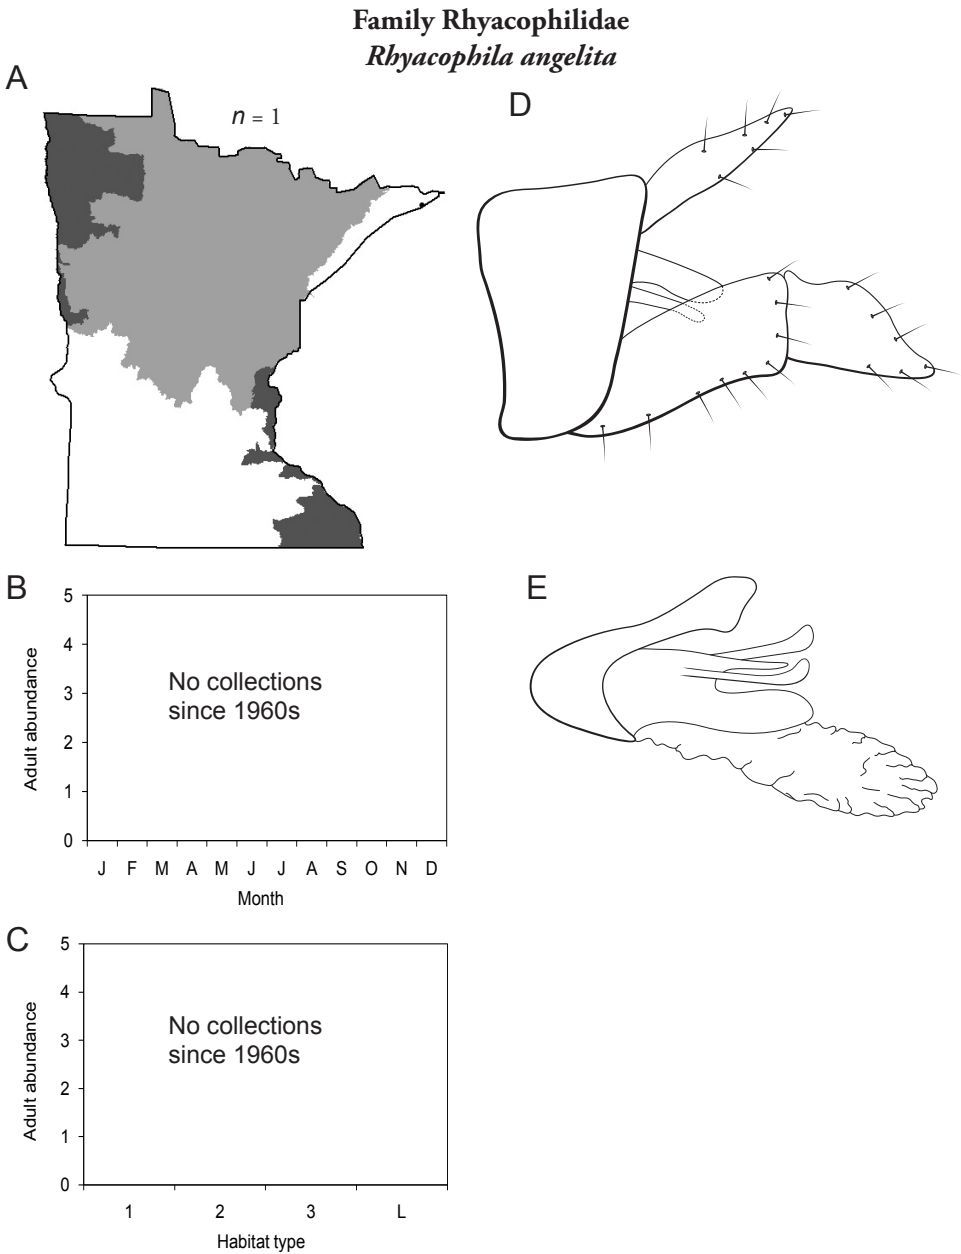 Family Rhyacophilidae
Rhyacophila angelita
A
n = 1
D
B
5
4
3
2
1
0
Adult abundance
No collections
since 1960s
J F M A M J J A S O N D
Month
E
C
5
4
3
2
1
0
Adult abundance
No collections
since 1960s
1 2 3 L
Habitat type